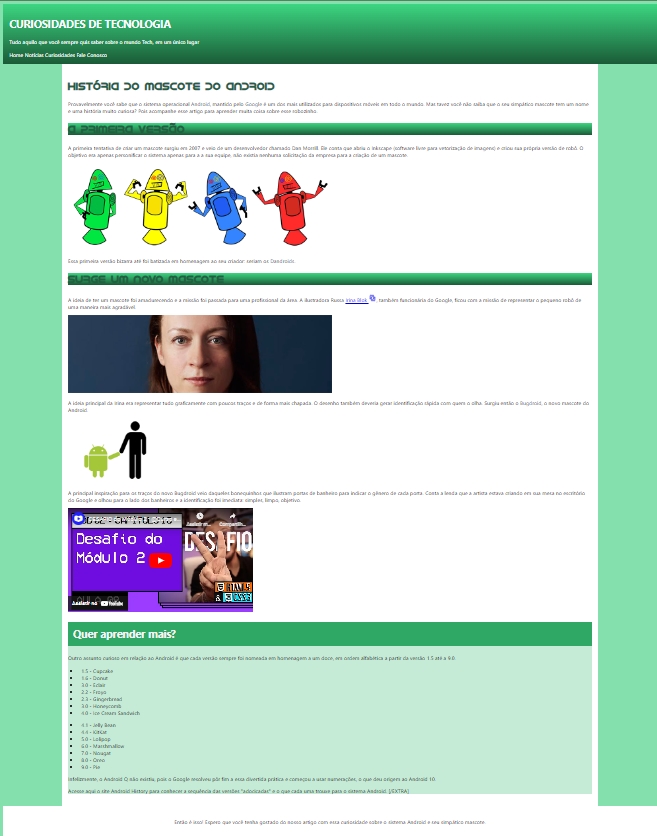 CURIOSIDADES DE TECNOLOGIA
Tudo aquilo que você sempre quis saber sobre o mundo Tech, em um único lugar
Home Notícias Curiosidades Fale Conosco
HISTÓRIA DO MASCOTE DO ANDROID
Provavelmente você sabe que o sistema operacional Android, mantido pelo Google é um dos mais utilizados para dispositivos móveis em todo o mundo. Mas tavez você não saiba que o seu simpático mascote tem um nome
e uma história muito curiosa? Pois acompanhe esse artigo para aprender muita coisa sobre esse robozinho.
A PRIMEIRA VERSÃO
A primeira tentativa de criar um mascote surgiu em 2007 e veio de um desenvolvedor chamado Dan Morrill. Ele conta que abriu o Inkscape (software livre para vetorização de imagens) e criou sua própria versão de robô. O
objetivo era apenas personificar o sistema apenas para a a sua equipe, não existia nenhuma solicitação da empresa para a criação de um mascote.
Essa primeira versão bizarra até foi batizada em homenagem ao seu criador: seriam os Dandroids.
SURGE UM NOVO MASCOTE
A ideia de ter um mascote foi amadurecendo e a missão foi passada para uma profissional da área. A ilustradora Russa Irina Blok, também funcionária do Google, ficou com a missão de representar o pequeno robô de
uma maneira mais agradável.
A ideia principal da Irina era representar tudo graficamente com poucos traços e de forma mais chapada. O desenho também deveria gerar identificação rápida com quem o olha. Surgiu então o Bugdroid, o novo mascote do
Android.
A principal inspiração para os traços do novo Bugdroid veio daqueles bonequinhos que ilustram portas de banheiro para indicar o gênero de cada porta. Conta a lenda que a artista estava criando em sua mesa no escritório
do Google e olhou para o lado dos banheiros e a identificação foi imediata: simples, limpo, objetivo.
Assistir m...
Compartilh...
Desafio do
Módulo 2
DESAFIO
Assistir no YouTube
Quer aprender mais?
Outro assunto curioso em relação ao Android é que cada versão sempre foi nomeada em homenagem a um doce, em ordem alfabética a partir da versão 1.5 até a 9.0.
1.5 - Cupcake
1.6 - Donut
2.0 - Eclair
2.2 - Froyo
2.3 - Gingerbread
3.0 - Honeycomb
4.0 - Ice Cream Sandwich
4.1 - Jelly Bean
4.4 - KitKat
5.0 - Lolipop
6.0 - Marshmallow
7.0 - Nougat
8.0 - Oreo
9.0 - Pie
Infelizmente, o Android Q não existiu, pois o Google resolveu pôr fim a essa divertida prática e começou a usar numerações, o que deu origem ao Android 10.
Acesse aqui o site Android History para conhecer a sequência das versões "adocicadas" e o que cada uma trouxe para o sistema Android. [/EXTRA]
Então é isso! Espero que você tenha gostado do nosso artigo com essa curiosidade sobre o sistema Android e seu simpático mascote.